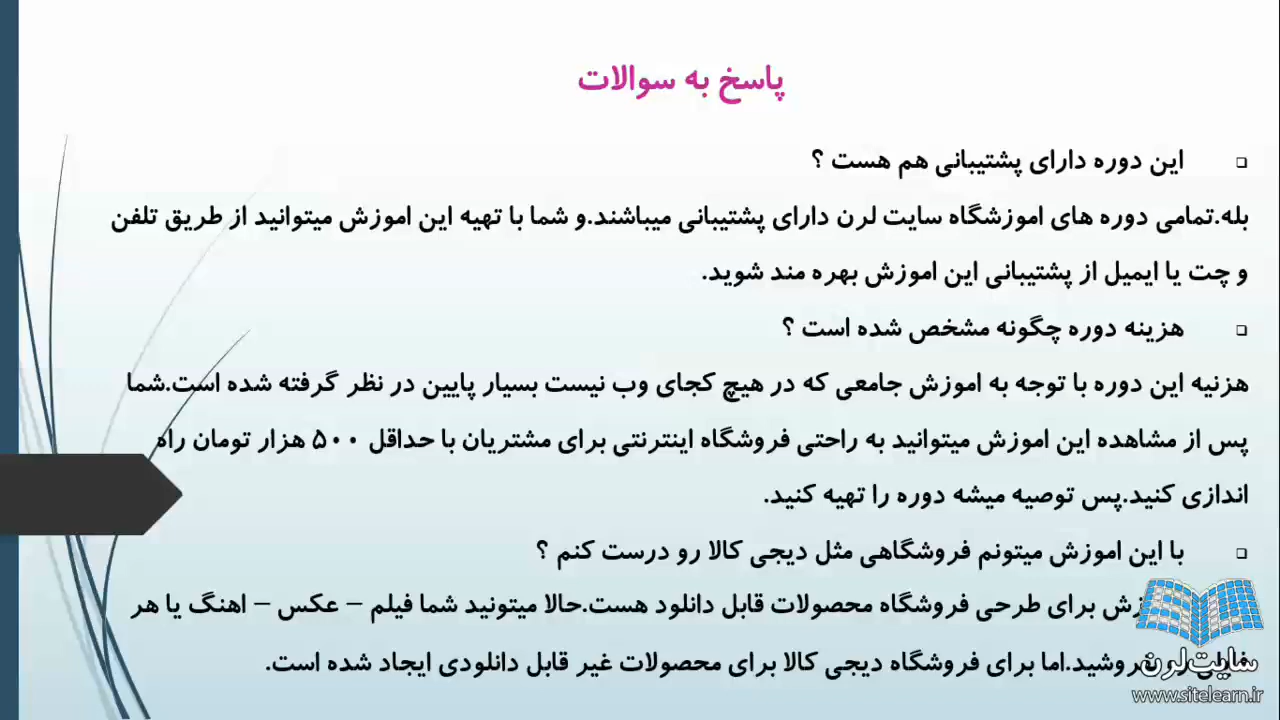 پاسخ به سوالات
این دوره دارای پشتیبانی هم هست ؟
بله.تمامی دوره های اموزشگاه سایت لرن دارای پشتیبانی میباشند.و شما با تهیه این اموزش میتوانید از طریق تلفن
و چت یا ایمیل از پشتیبانی این اموزش بهره مند شوید.
هزینه دوره چگونه مشخص شده است ؟
هزنیه این دوره با توجه به اموزش جامعی که در هیچ کجای وب نیست بسیار پایین در نظر گرفته شده است.شما
پس از مشاهده این اموزش میتوانید به راحتی فروشگاه اینترنتی برای مشتریان با حداقل ۵۰۰ هزار تومان راه
اندازی کنید.پس توصیه میشه دوره را تهیه کنید.
با این اموزش میتونم فروشگاهی مثل دیجی کالا رو درست کنم ؟
برای طرحی فروشگاه محصولات قابل دانلود هست.حالا میتونید شما فیلم – عکس – اهنگ یا هر
اما برای فروشگاه دیجی کالا برای محصولات غیر قابل دانلودی ایجاد شده است.
سایت لرن
www.sitelearn.ir